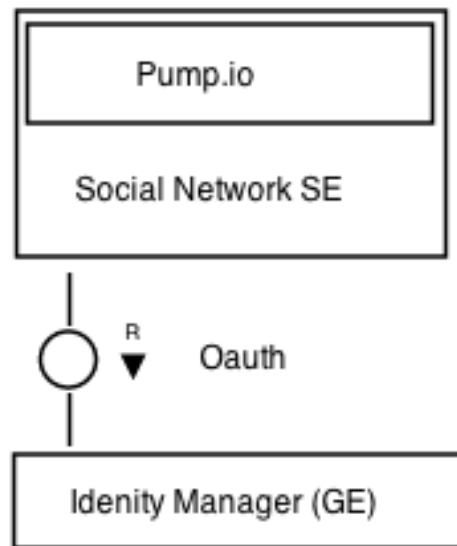 Pump.io
Social Network SE
R
Oauth
Idenity Manager (GE)